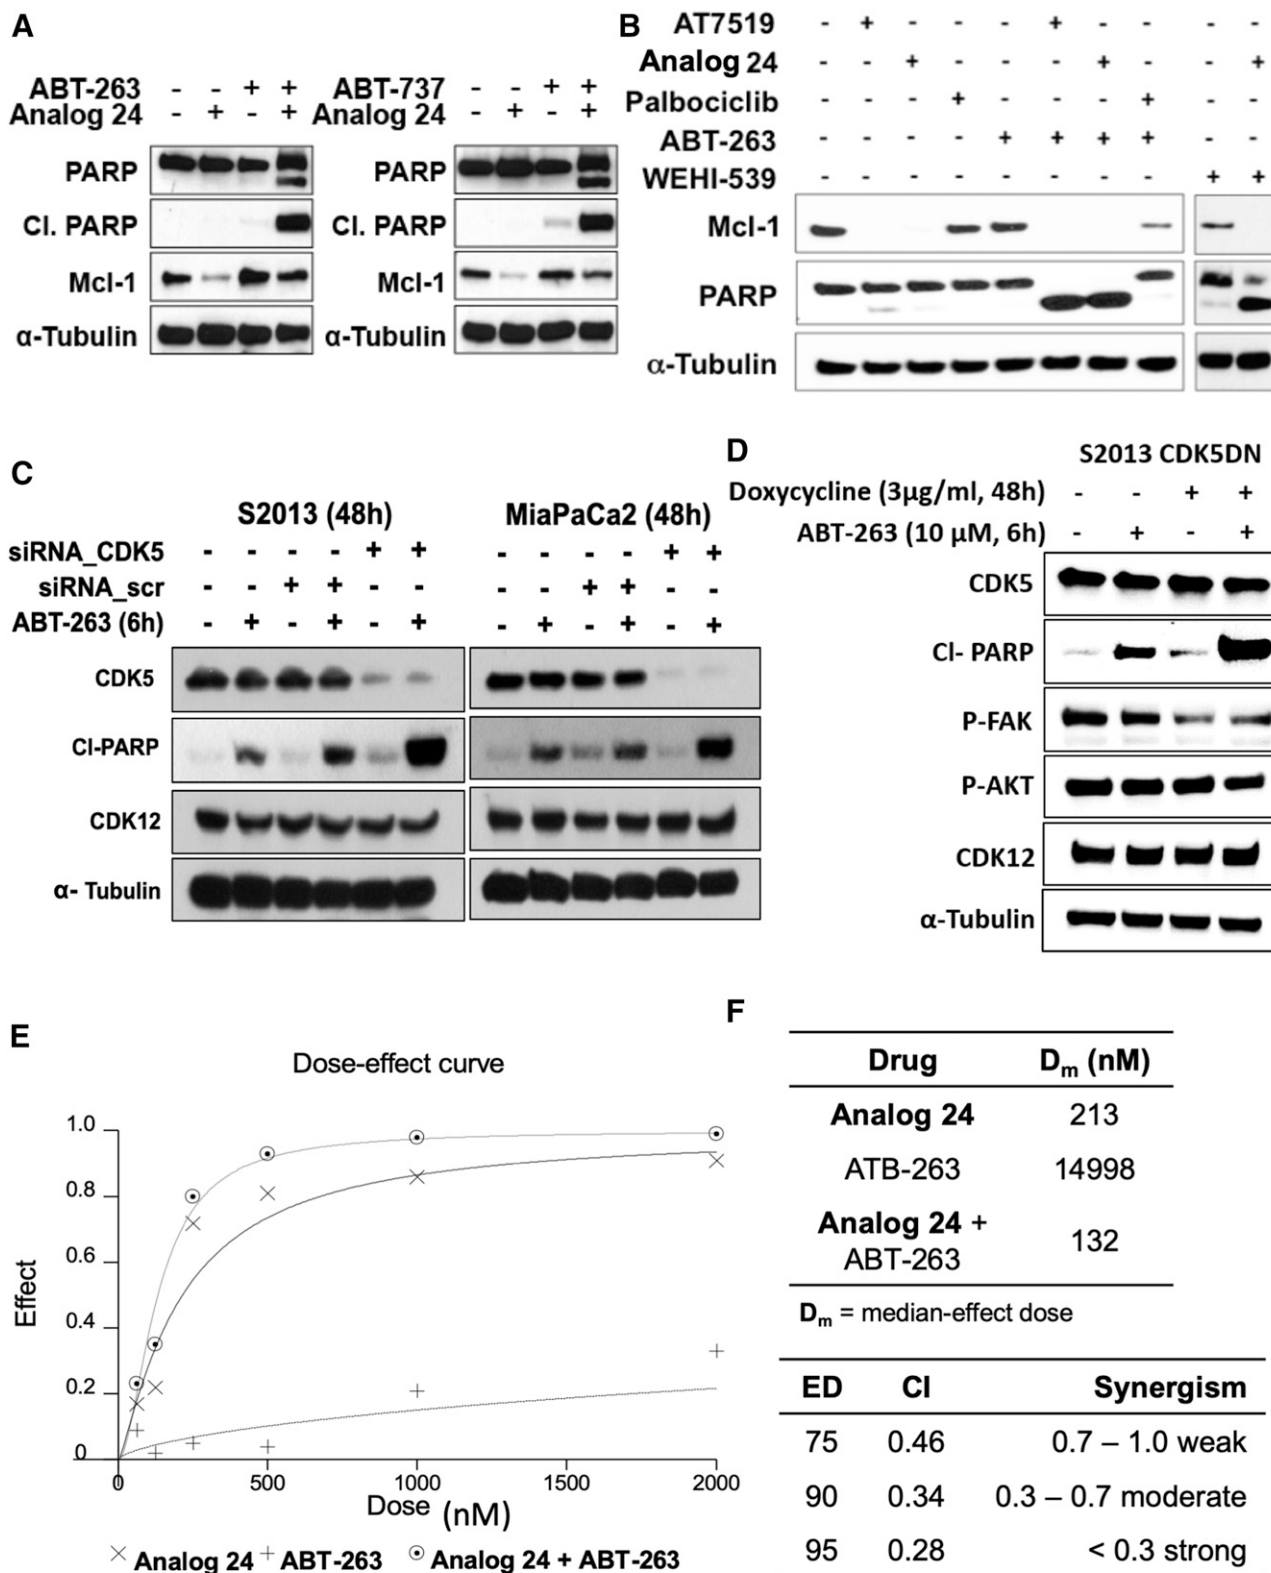 A
ABT-263 - - + +
Analog 24 - + - +
PARP
Cl. PARP
Mcl-1
α-Tubulin
ABT-737 - - + +
Analog 24 - + - +
PARP
Cl. PARP
Mcl-1
α-Tubulin
B
AT7519 - + - - - + - - - -
Analog 24 - - + - - - + - - +
Palbociclib - - - + - - - + - -
ABT-263 - - - - + + + + - -
WEHI-539 - - - - - - - - + +
Mcl-1
PARP
α-Tubulin
C
S2013 (48h) MiaPaCa2 (48h)
siRNA_CDK5 - - - - + + - - - - + +
siRNA_scr - - + + - - - - + + - -
ABT-263 (6h) - + - + - + - + - + - +
CDK5
Cl-PARP
CDK12
α- Tubulin
D
S2013 CDK5DN
Doxycycline (3µg/ml, 48h) - - + +
ABT-263 (10 µM, 6h) - + - +
CDK5
Cl- PARP
P-FAK
P-AKT
CDK12
α-Tubulin
E
Dose-effect curve
Effect
1.0
0.8
0.6
0.4
0.2
0
0 500 1000 1500 2000
Dose (nM)
× Analog 24 + ABT-263 ⊙ Analog 24 + ABT-263
F
Drug Dm (nM)
Analog 24 213
ATB-263 14998
Analog 24 +
ABT-263 132
Dm = median-effect dose
ED CI Synergism
75 0.46 0.7 – 1.0 weak
90 0.34 0.3 – 0.7 moderate
95 0.28 < 0.3 strong